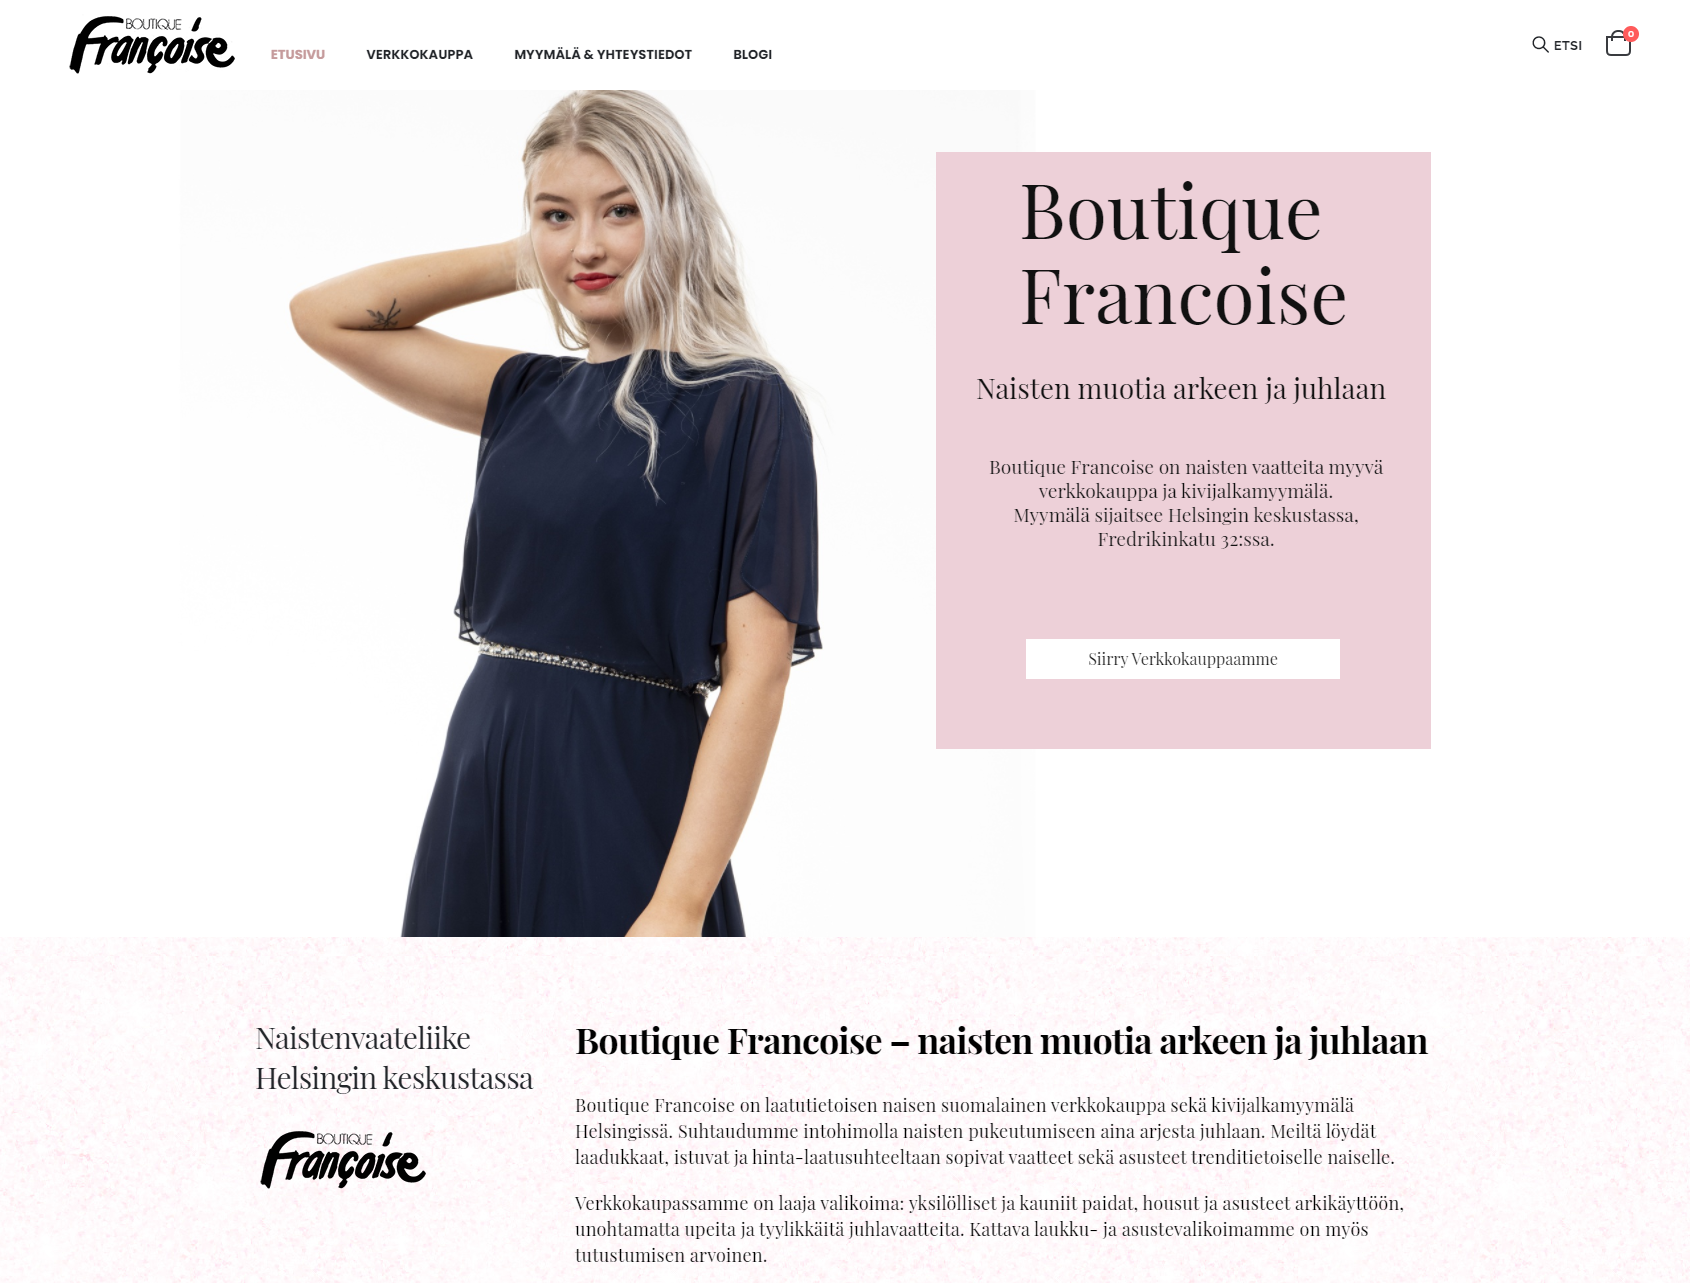 BOUTIQUE
Françoise
ETUSIVU
VERKKOKAUPPA
MYYMÄLÄ & YHTEYSTIEDOT
BLOGI
ETSI
0
Boutique
Francoise
Naisten muotia arkeen ja juhlaan
Boutique Francoise on naisten vaatteita myyvä
verkkokauppa ja kivijalkamyymälä.
Myymälä sijaitsee Helsingin keskustassa,
Fredrikinkatu 32:ssa.
Siirry Verkkokauppaamme
Naistenvaateliike
Helsingin keskustassa
BOUTIQUE
Françoise
Boutique Francoise – naisten muotia arkeen ja juhlaan
Boutique Francoise on laatutietoisen naisen suomalainen verkkokauppa sekä kivijalkamyymälä
Helsingissä. Suhtaudumme intohimolla naisten pukeutumiseen aina arjesta juhlaan. Meiltä löydät
laadukkaat, istuvat ja hinta-laatusuhteeltaan sopivat vaatteet sekä asusteet trenditietoiselle naiselle.
Verkkokaupassamme on laaja valikoima: yksilölliset ja kauniit paidat, housut ja asusteet arkikäyttöön,
unohtamatta upeita ja tyylikkäitä juhlavaatteita. Kattava laukku- ja asustevalikoimamme on myös
tutustumisen arvoinen.